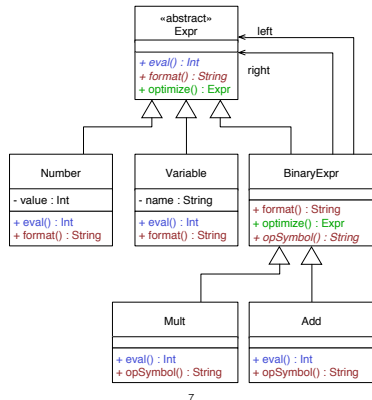 «abstract»
Expr
left
+ eval() : Int
+ format() : String
+ optimize() : Expr
right
Number
- value : Int
+ eval() : Int
+ format() : String
Variable
- name : String
+ eval() : Int
+ format() : String
BinaryExpr
+ format() : String
+ optimize() : Expr
+ opSymbol() : String
Mult
+ eval() : Int
+ opSymbol() : String
Add
+ eval() : Int
+ opSymbol() : String
7